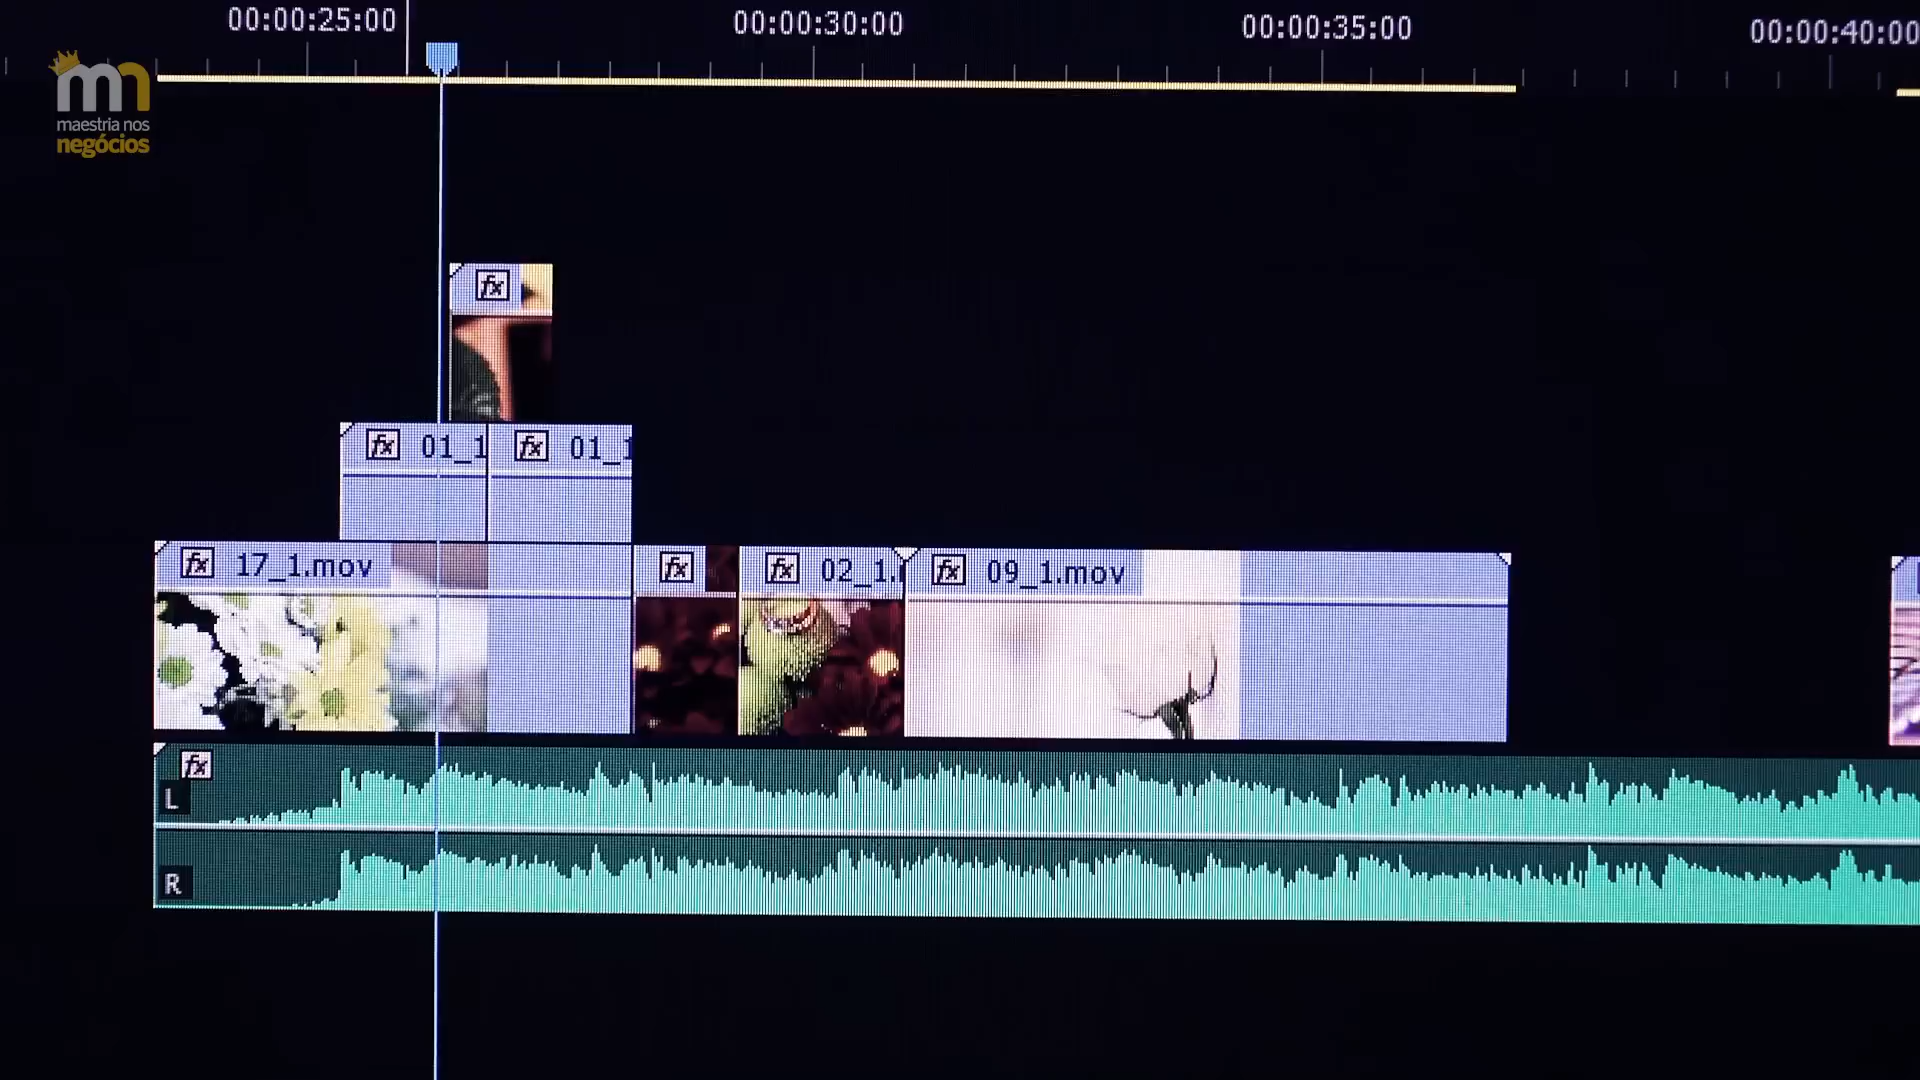 00:00:25:00
00:00:30:00
00:00:35:00
00:00:40:00
maestria nos
negócios
fx
fx 01_1
fx 01_1
fx 17_1.mov
fx
fx 02_1.
fx 09_1.mov
fx
L
R